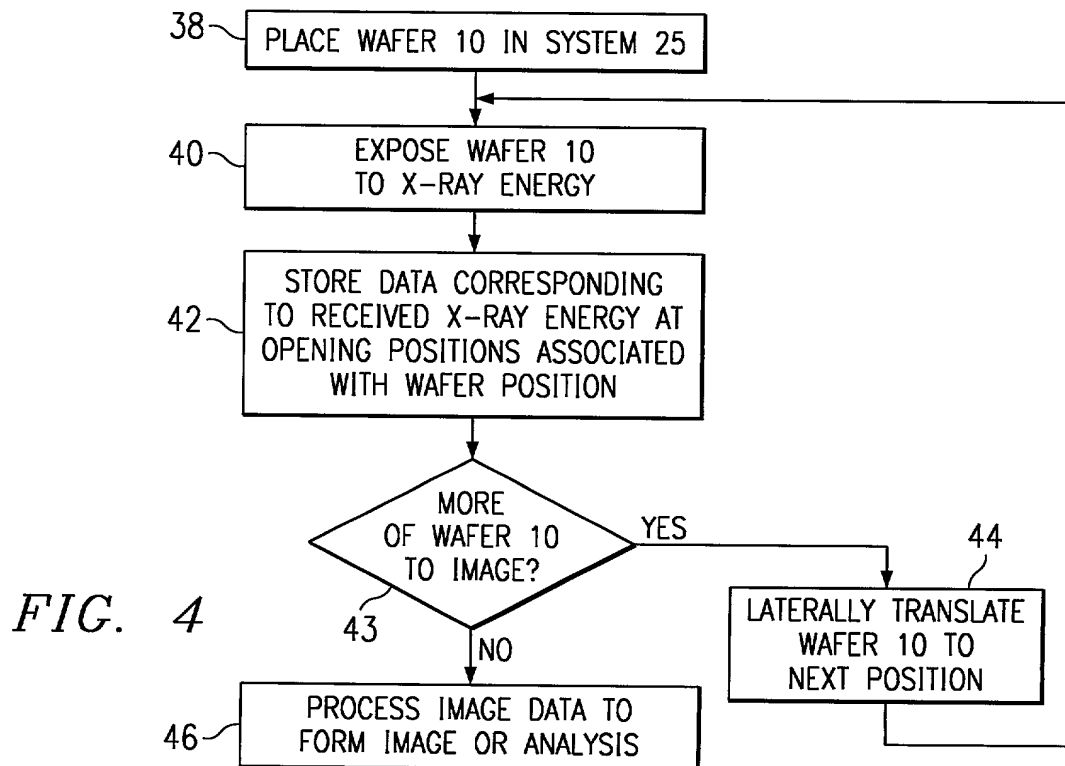 38
PLACE WAFER 10 IN SYSTEM 25
40
EXPOSE WAFER 10
TO X-RAY ENERGY
42
STORE DATA CORRESPONDING
TO RECEIVED X-RAY ENERGY AT
OPENING POSITIONS ASSOCIATED
WITH WAFER POSITION
MORE
OF WAFER 10
TO IMAGE?
43
YES
44
LATERALLY TRANSLATE
WAFER 10 TO
NEXT POSITION
FIG. 4
NO
46
PROCESS IMAGE DATA TO
FORM IMAGE OR ANALYSIS